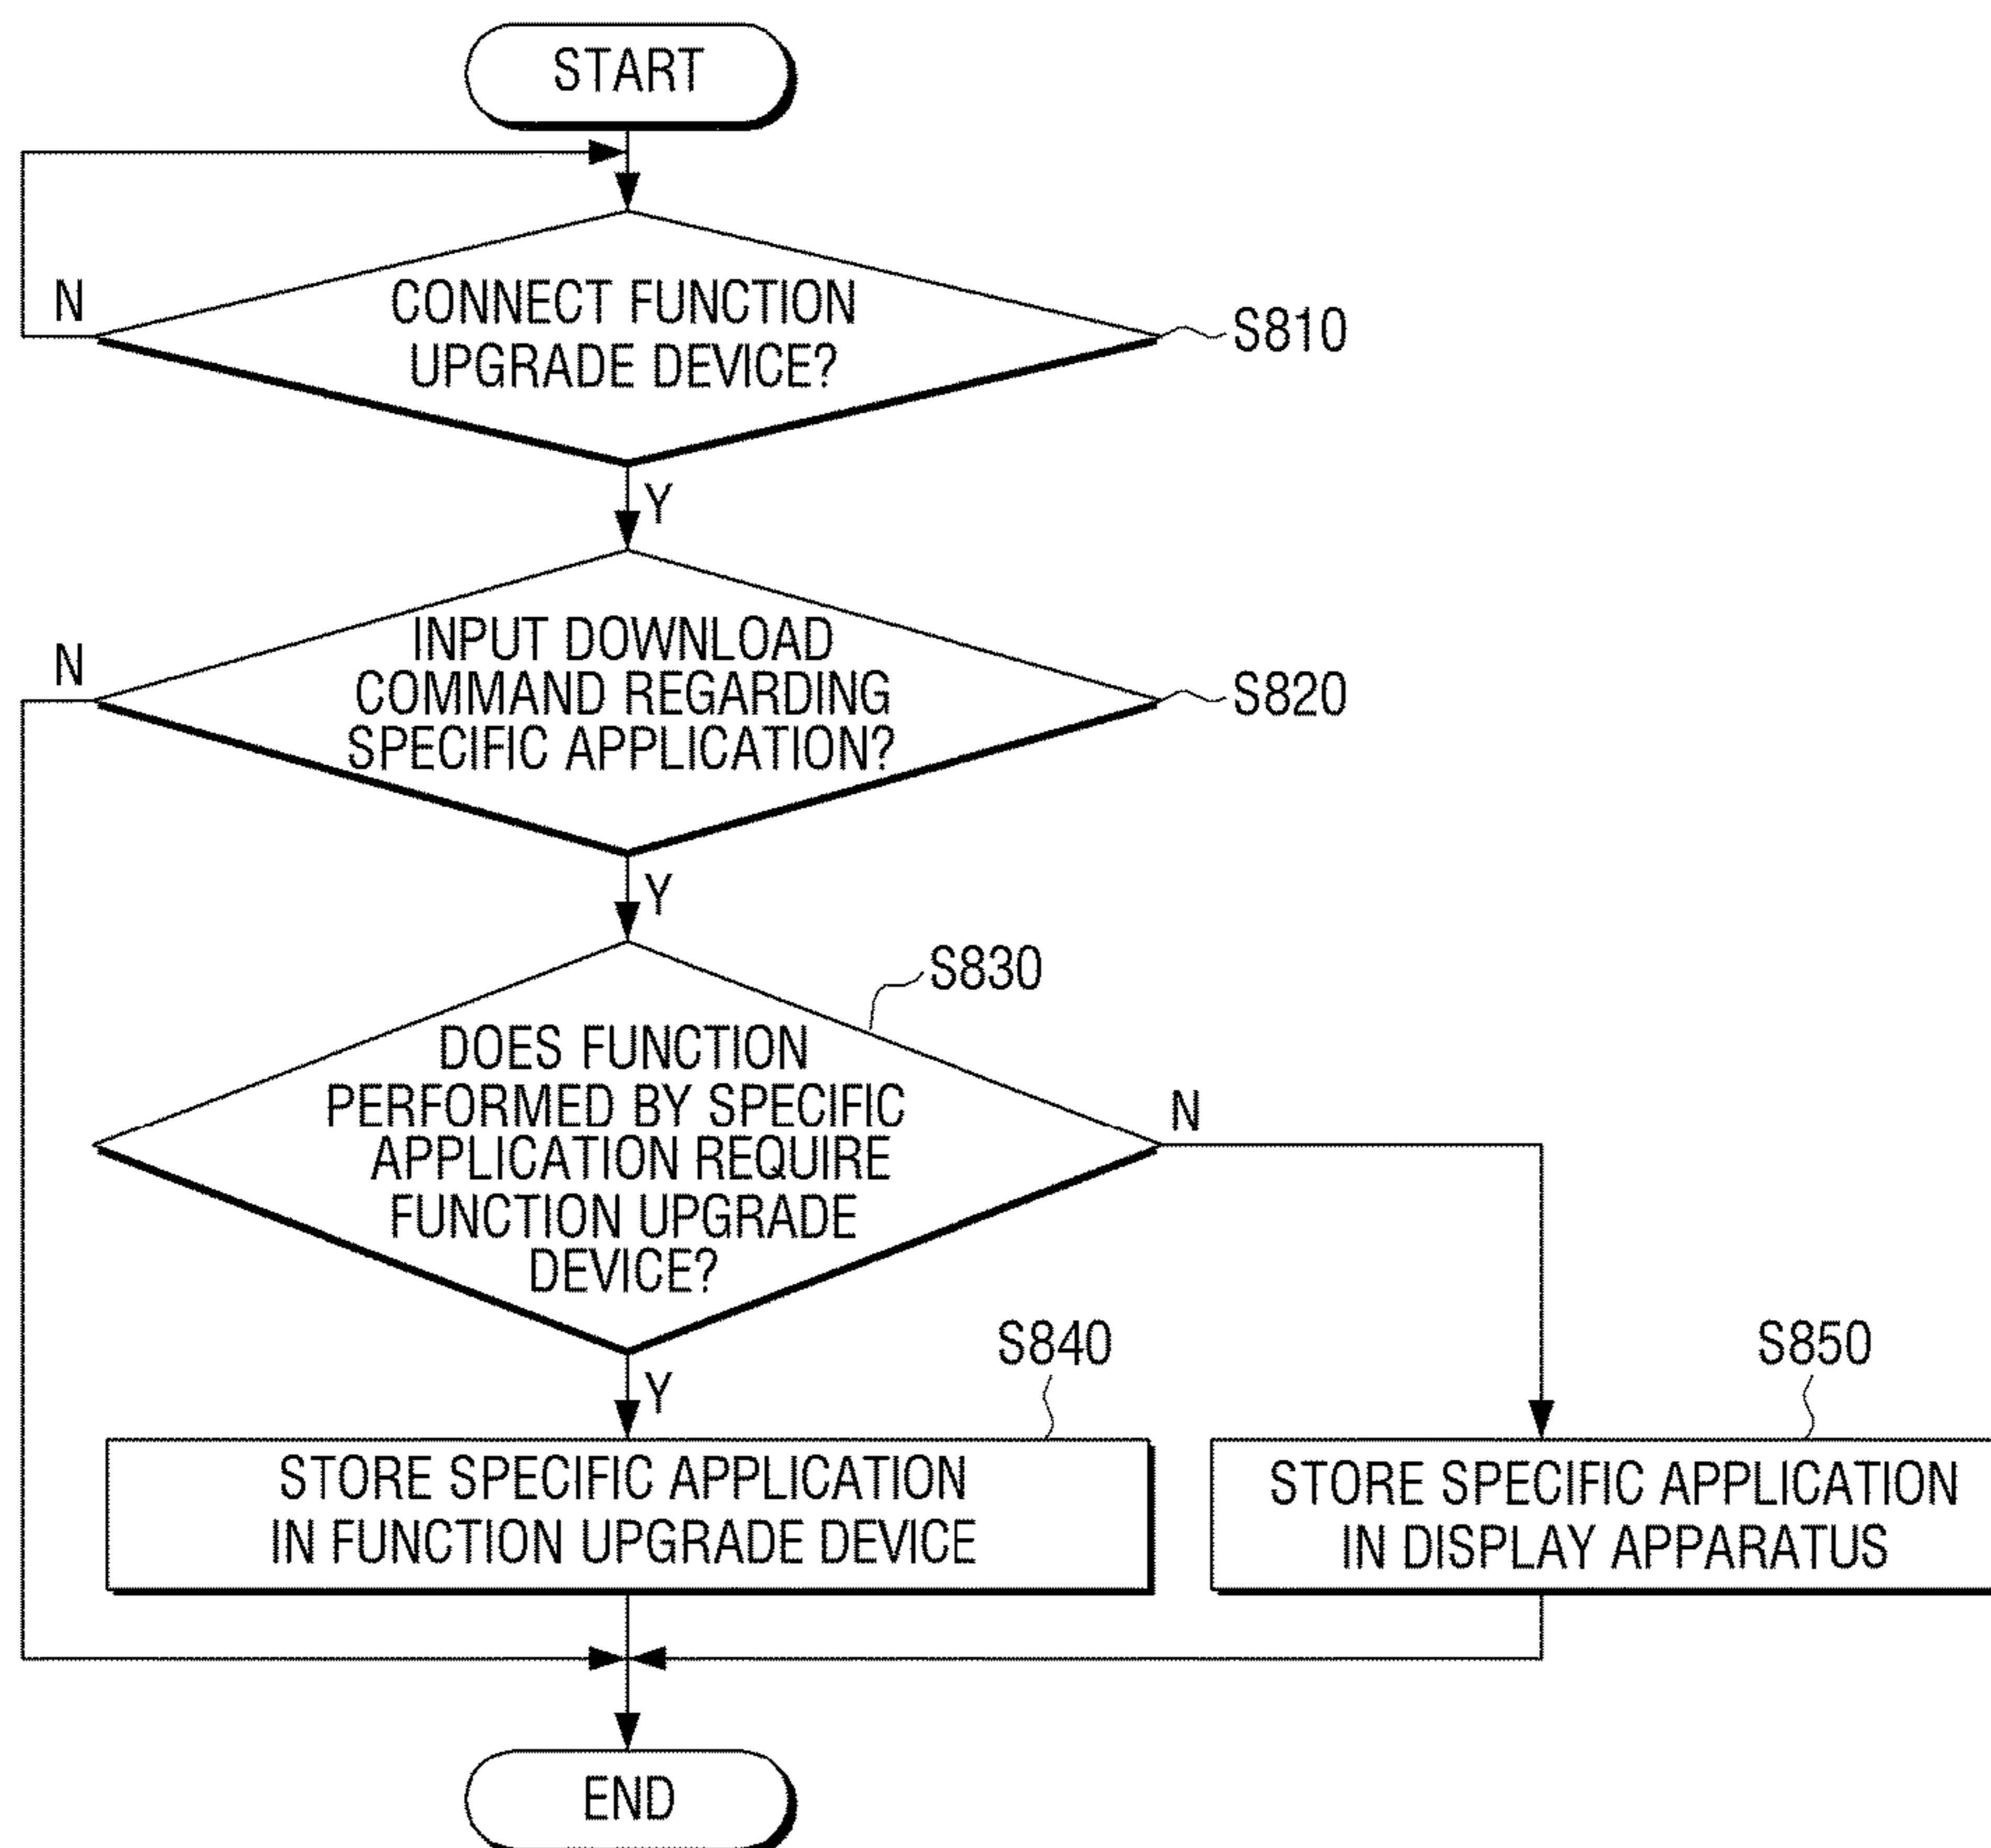 START
N
CONNECT FUNCTION
UPGRADE DEVICE?
S810
Y
INPUT DOWNLOAD
COMMAND REGARDING
SPECIFIC APPLICATION?
N
S820
Y
S830
DOES FUNCTION
PERFORMED BY SPECIFIC
APPLICATION REQUIRE
FUNCTION UPGRADE
DEVICE?
N
Y
S840
S850
STORE SPECIFIC APPLICATION
IN FUNCTION UPGRADE DEVICE
STORE SPECIFIC APPLICATION
IN DISPLAY APPARATUS
END